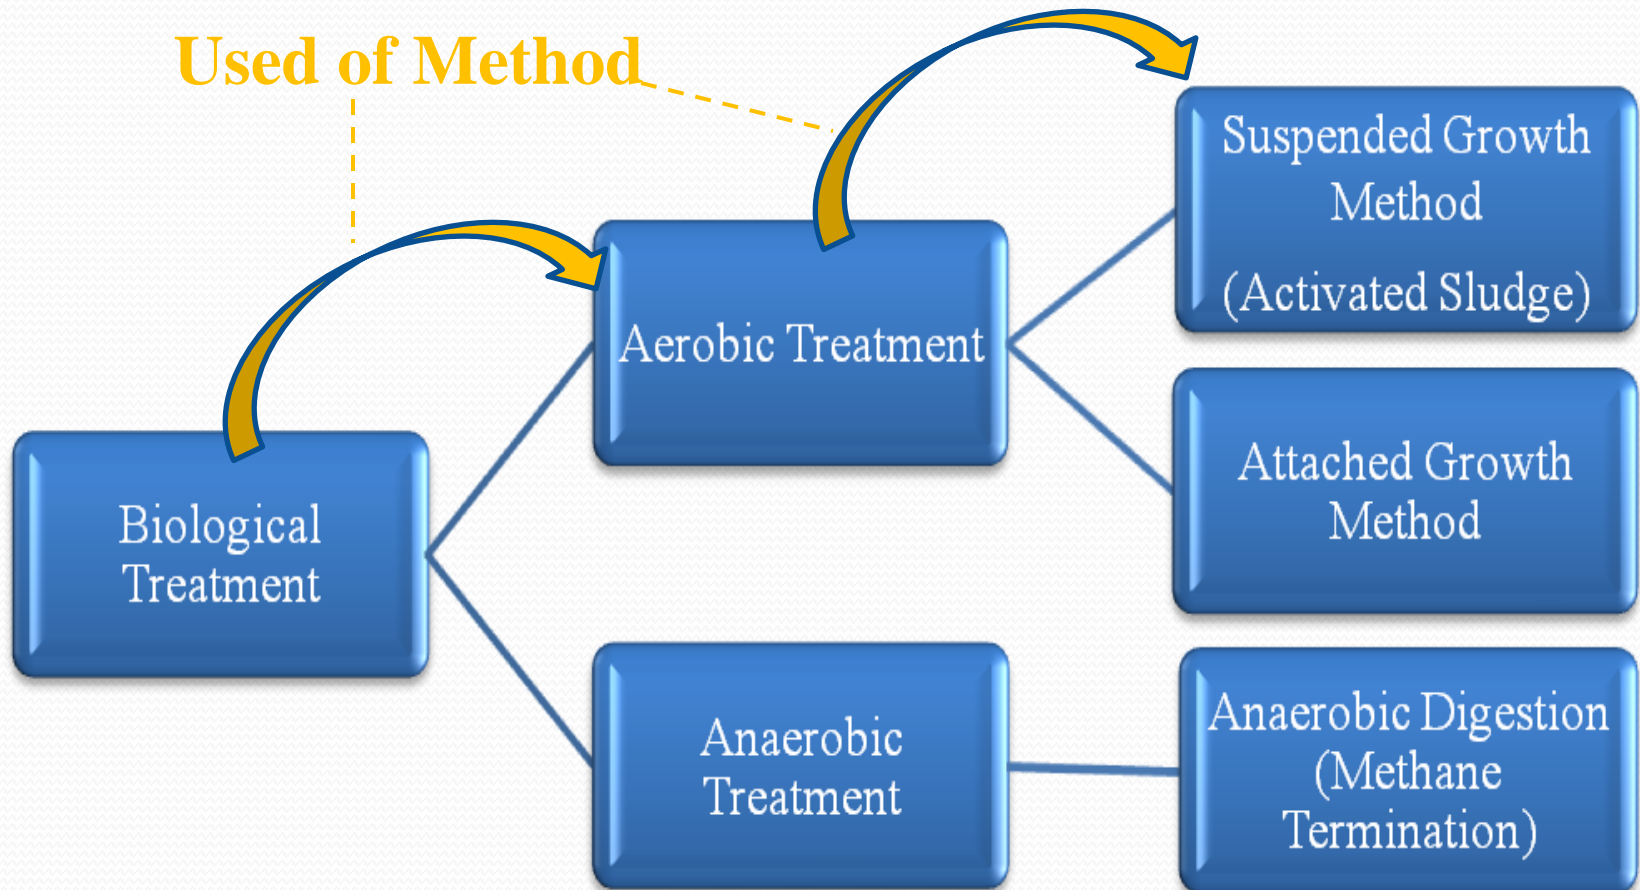 Used of Method
Suspended Growth
Method
(Activated Sludge)
Aerobic Treatment
Attached Growth
Method
Biological
Treatment
Anaerobic
Treatment
Anaerobic Digestion
(Methane
Termination)